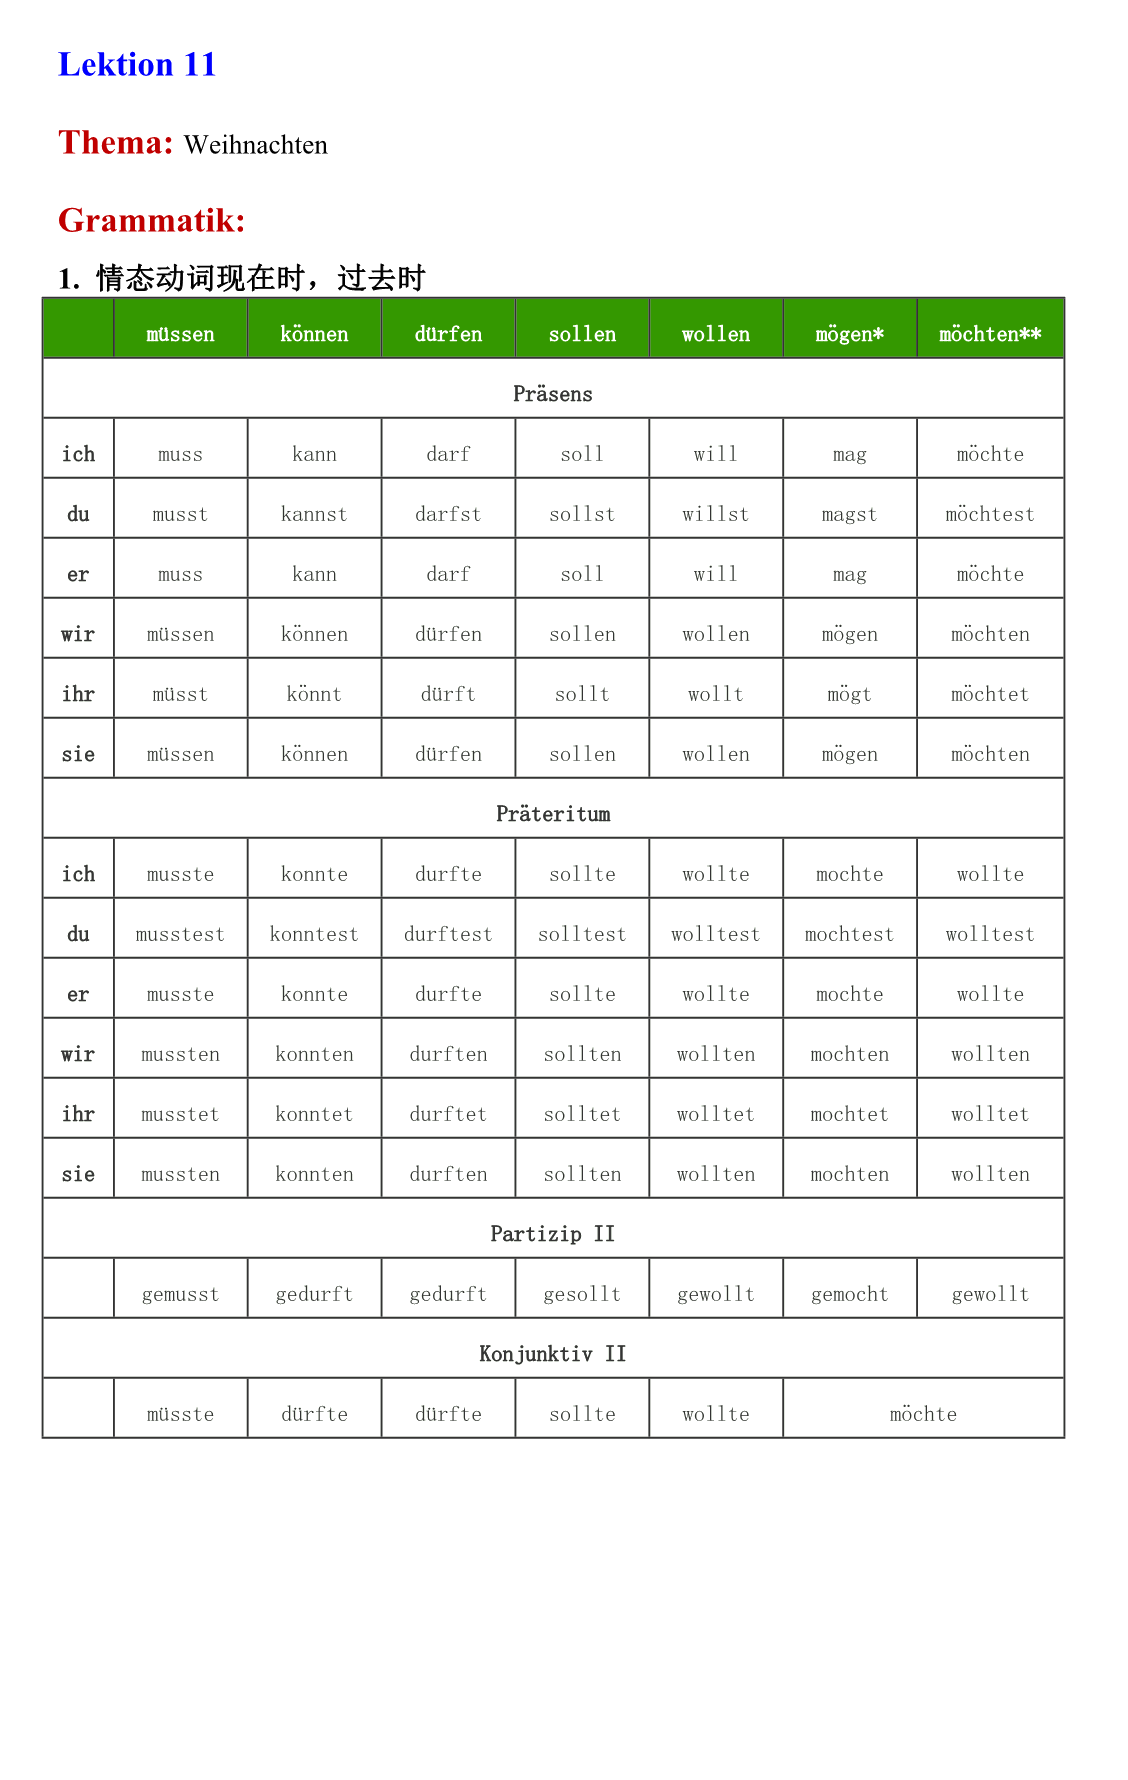 Lektion 11
Thema: Weihnachten
Grammatik:
1. 情态动词现在时，过去时
müssen können dürfen sollen wollen mögen* möchten**
Präsens
ich muss kann darf soll will mag möchte
du musst kannst darfst sollst willst magst möchtest
er muss kann darf soll will mag möchte
wir müssen können dürfen sollen wollen mögen möchten
ihr müsst könnt dürft sollt wollt mögt möchtet
sie müssen können dürfen sollen wollen mögen möchten
Präteritum
ich musste konnte durfte sollte wollte mochte wollte
du musstest konntest durftest solltest wolltest mochtest wolltest
er musste konnte durfte sollte wollte mochte wollte
wir mussten konnten durften sollten wollten mochten wollten
ihr musstet konntet durftet solltet wolltet mochtet wolltet
sie mussten konnten durften sollten wollten mochten wollten
Partizip II
gemusst gedurft gedurft gesollt gewollt gemocht gewollt
Konjunktiv II
müsste dürfte dürfte sollte wollte möchte